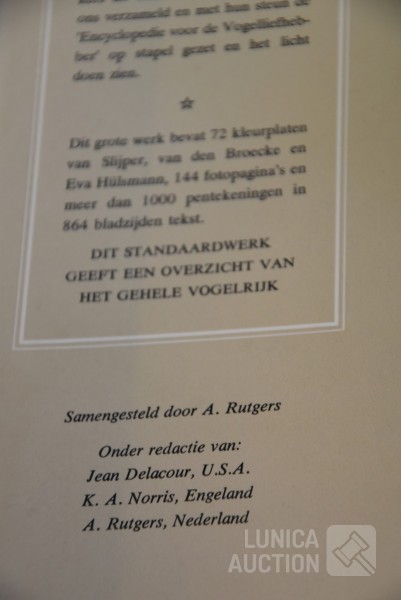 ons verzameld en met hun steun de
'Encyclopedie voor de Vogelliefheb-
ber' op stapel gezet en het licht
doen zien.
Dit grote werk bevat 72 kleurplaten
van Slijper, van den Broecke en
Eva Hülsmann, 144 fotopagina's en
meer dan 1000 pentekeningen in
864 bladzijden tekst.
DIT STANDAARDWERK
GEEFT EEN OVERZICHT VAN
HET GEHELE VOGELRIJK
Samengesteld door A. Rutgers
Onder redactie van:
Jean Delacour, U.S.A.
K. A. Norris, Engeland
A. Rutgers, Nederland
LUNICA
AUCTION